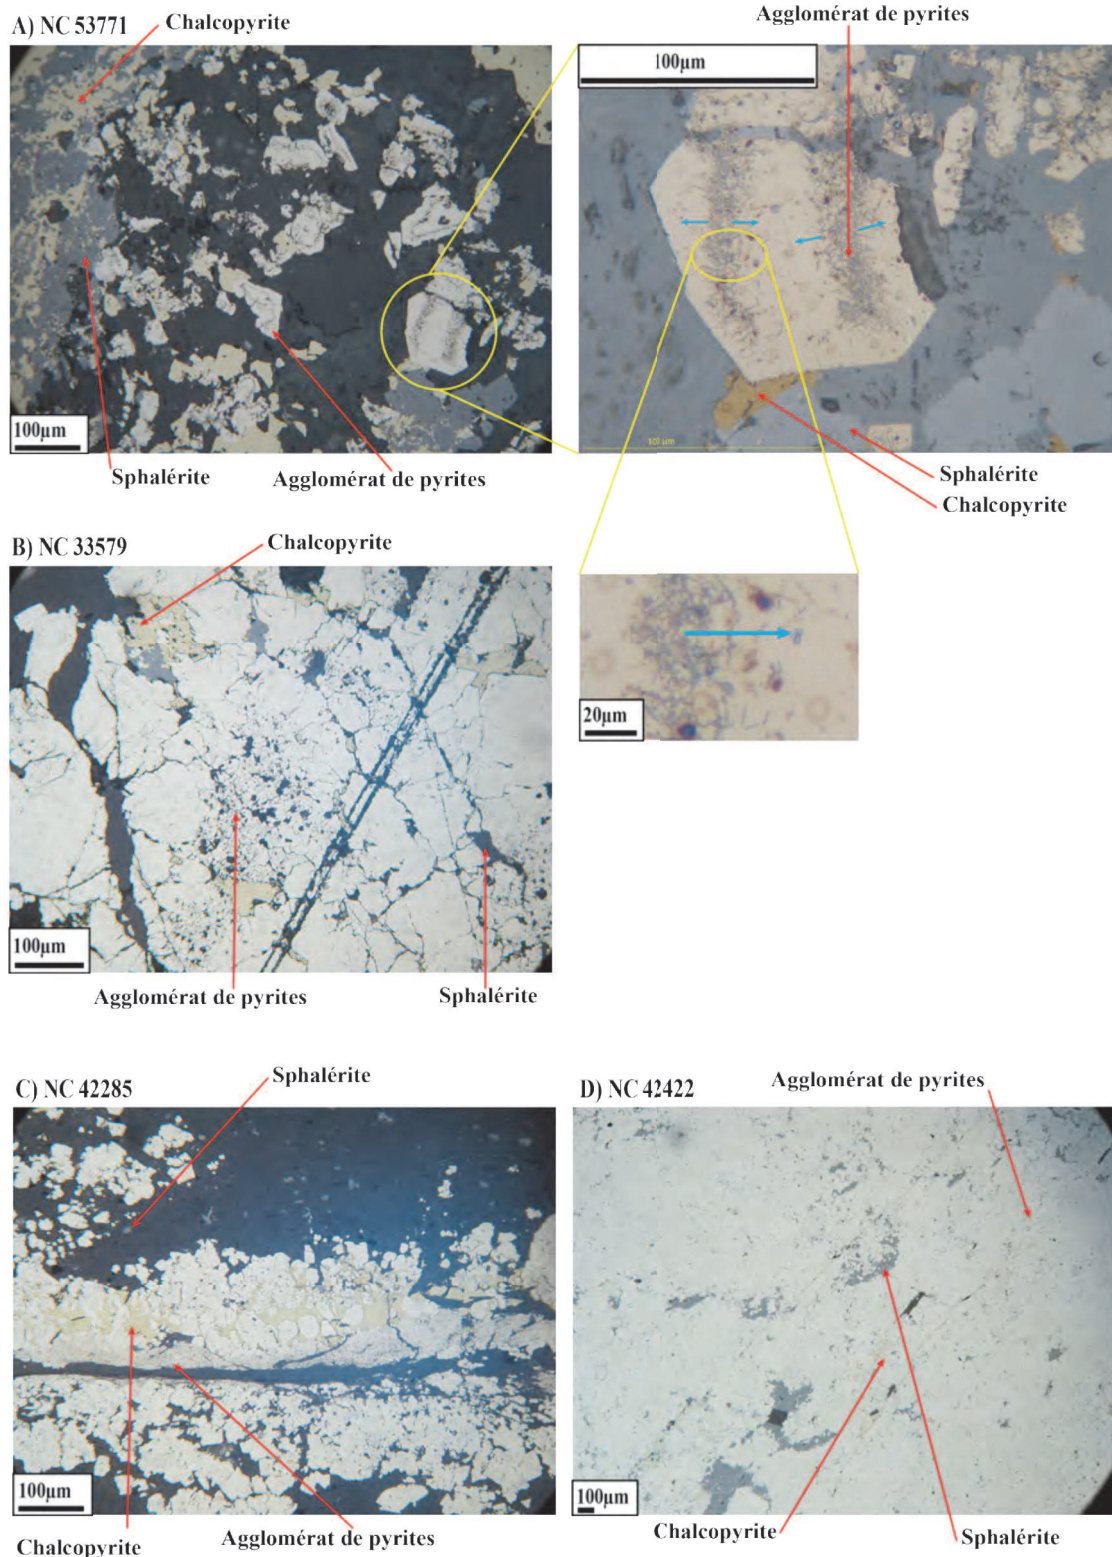 A) NC 53771
Chalcopyrite
Agglomérat de pyrites
100µm
100µm
100 µm
Sphalérite
Agglomérat de pyrites
Sphalérite
Chalcopyrite
B) NC 33579
Chalcopyrite
20µm
100µm
Agglomérat de pyrites
Sphalérite
C) NC 42285
Sphalérite
D) NC 42422
Agglomérat de pyrites
100µm
100µm
Chalcopyrite
Agglomérat de pyrites
Chalcopyrite
Sphalérite